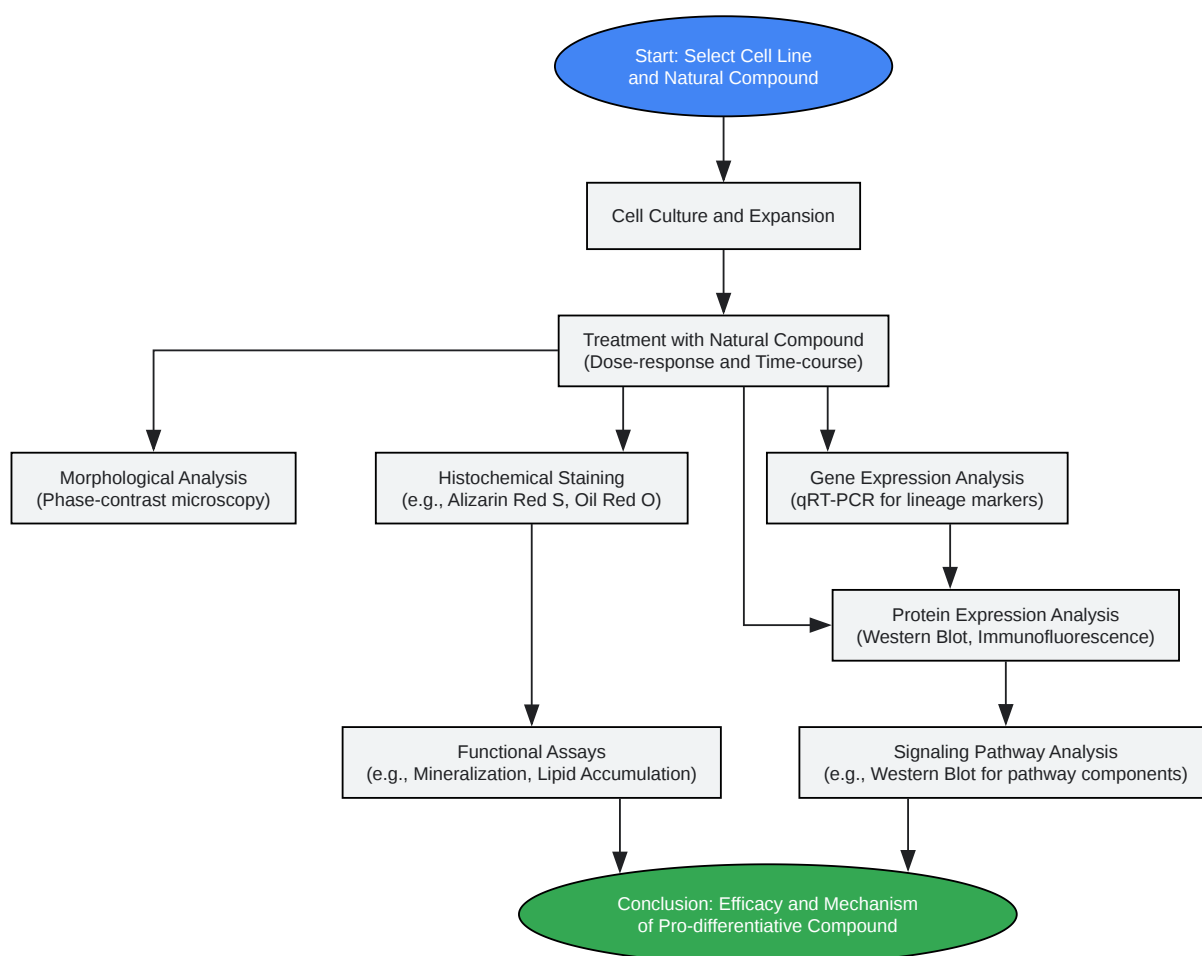 Start: Select Cell Line
and Natural Compound
Cell Culture and Expansion
Treatment with Natural Compound
(Dose-response and Time-course)
Morphological Analysis
(Phase-contrast microscopy)
Histochemical Staining
(e.g., Alizarin Red S, Oil Red O)
Gene Expression Analysis
(qRT-PCR for lineage markers)
Protein Expression Analysis
(Western Blot, Immunofluorescence)
Functional Assays
(e.g., Mineralization, Lipid Accumulation)
Signaling Pathway Analysis
(e.g., Western Blot for pathway components)
Conclusion: Efficacy and Mechanism
of Pro-differentiative Compound